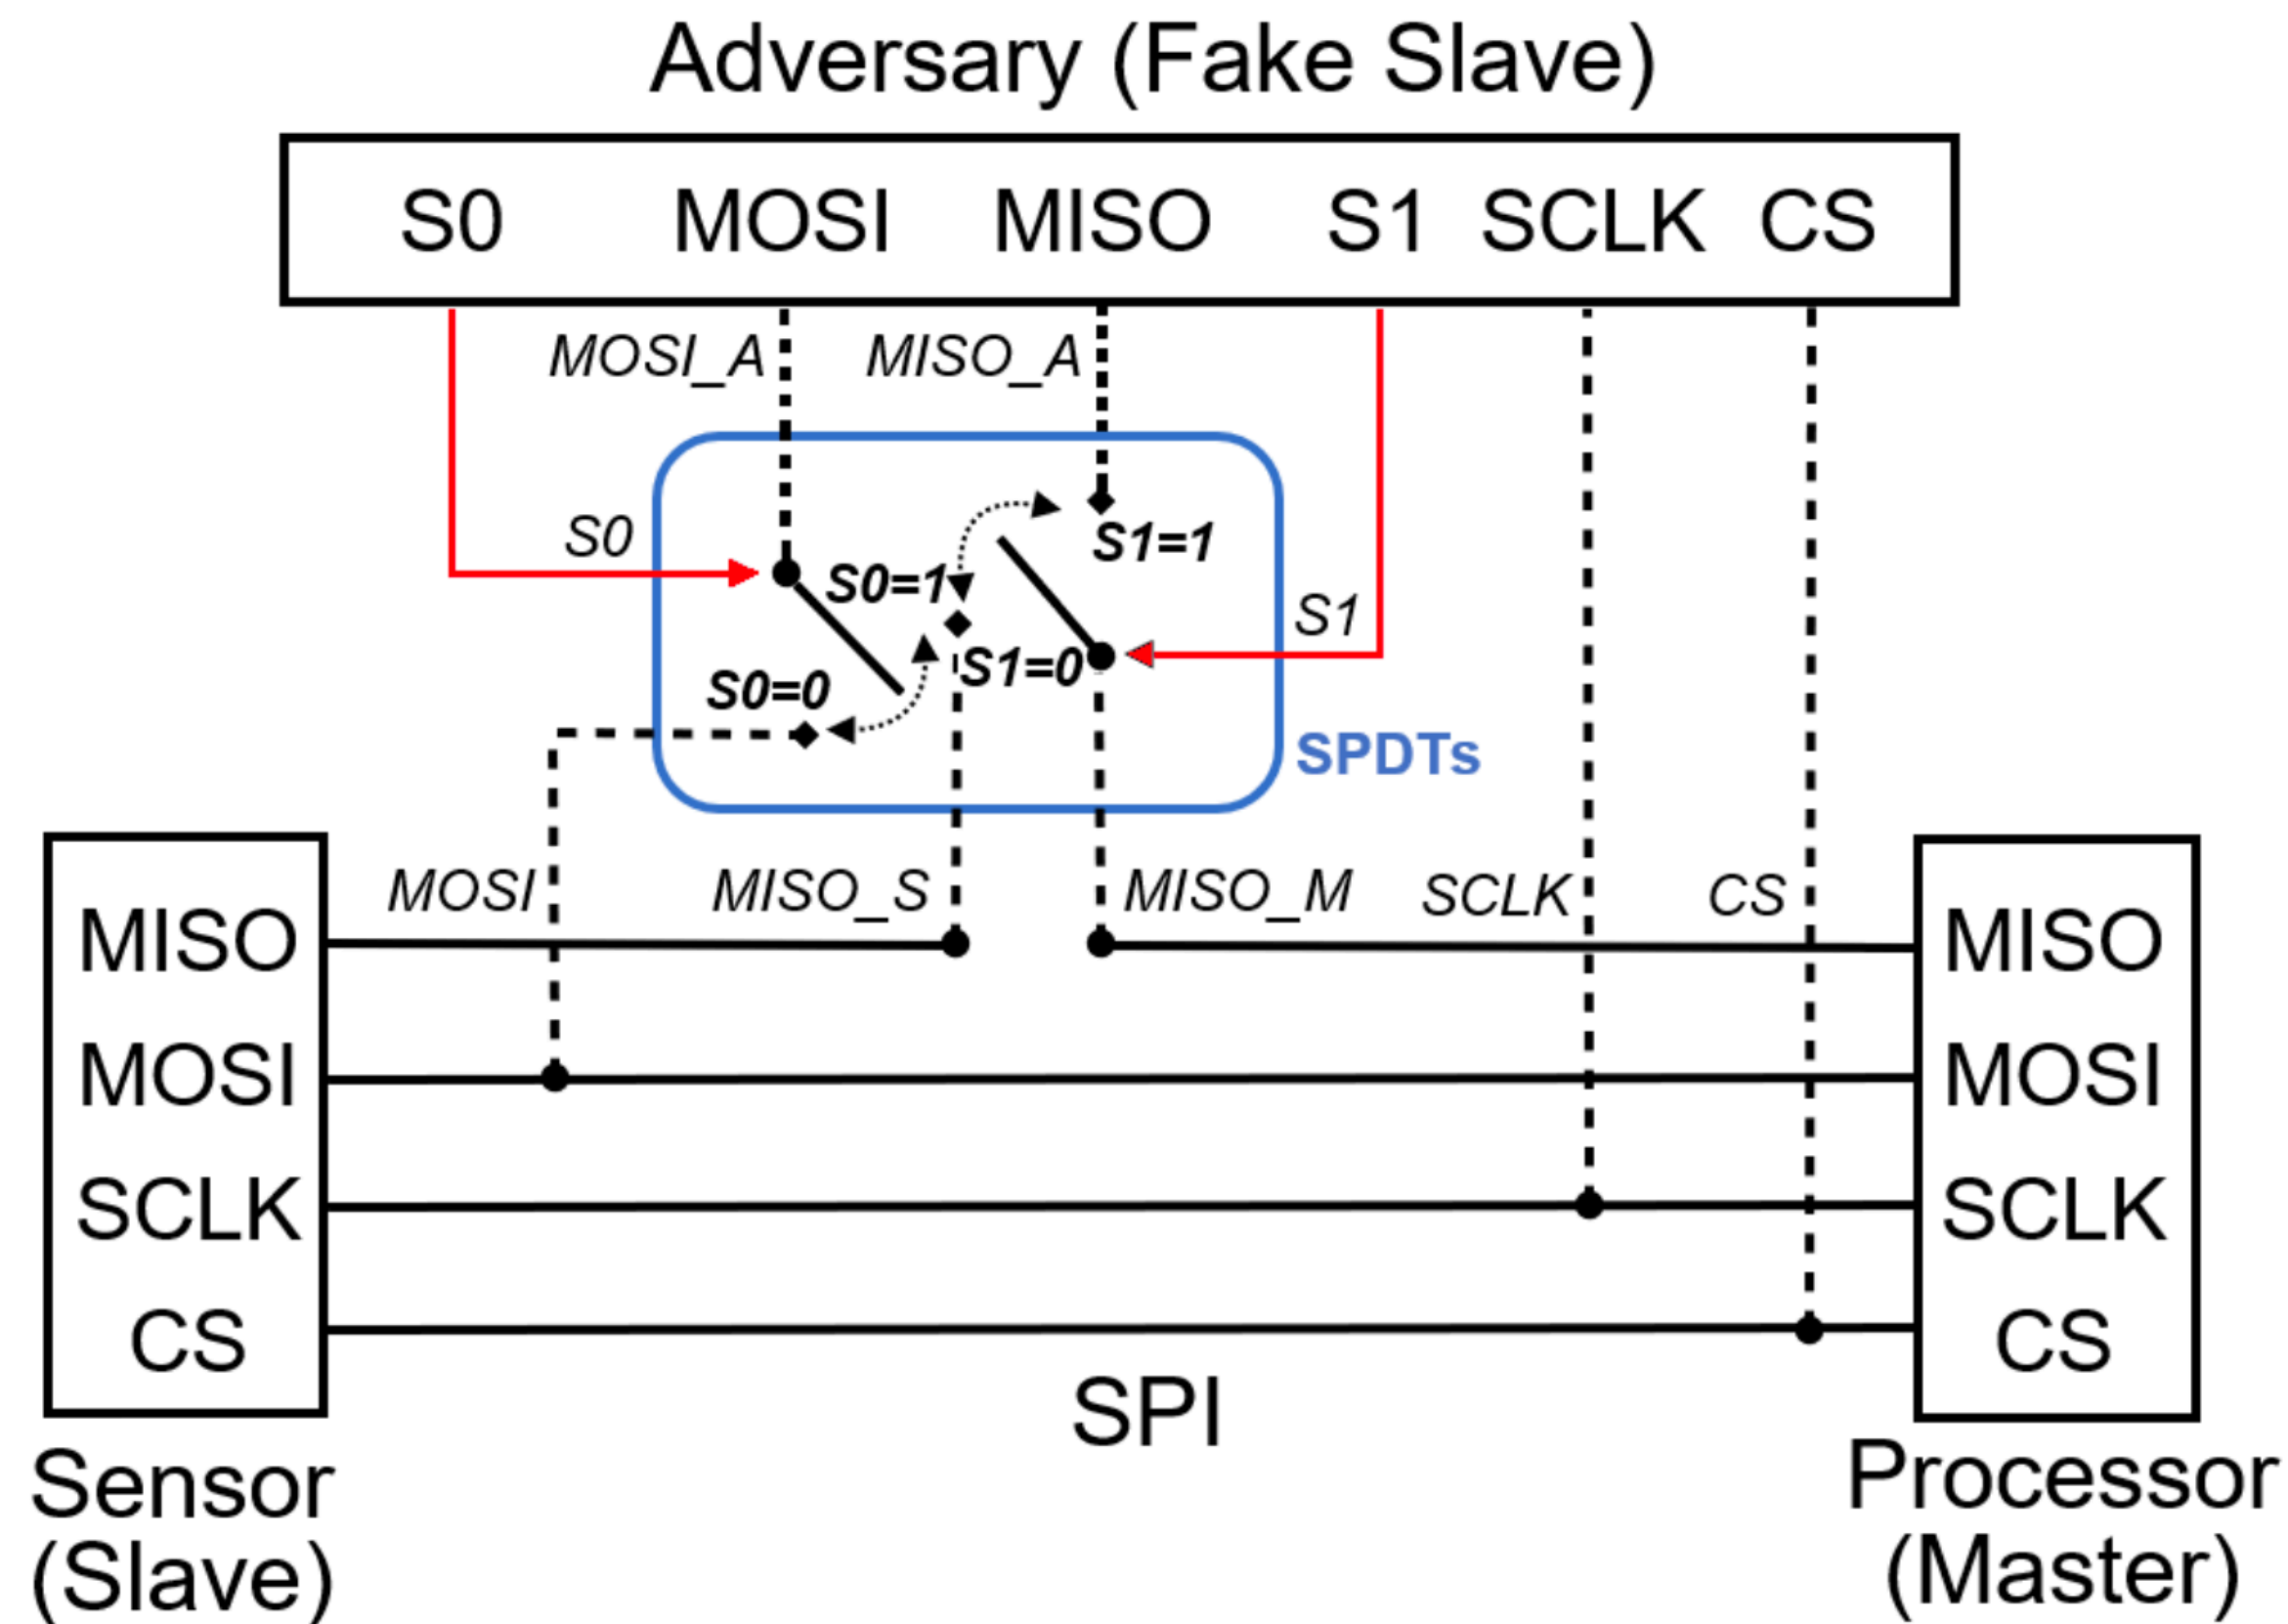 Adversary (Fake Slave)
S0 MOSI MISO S1 SCLK CS
MOSI_A MISO_A
S0
S0=1
S1=1
S1
S1=0
S0=0
SPDTs
MOSI MISO_S MISO_M SCLK CS
MISO
MOSI
SCLK
CS
MISO
MOSI
SCLK
CS
SPI
Sensor
(Slave)
Processor
(Master)